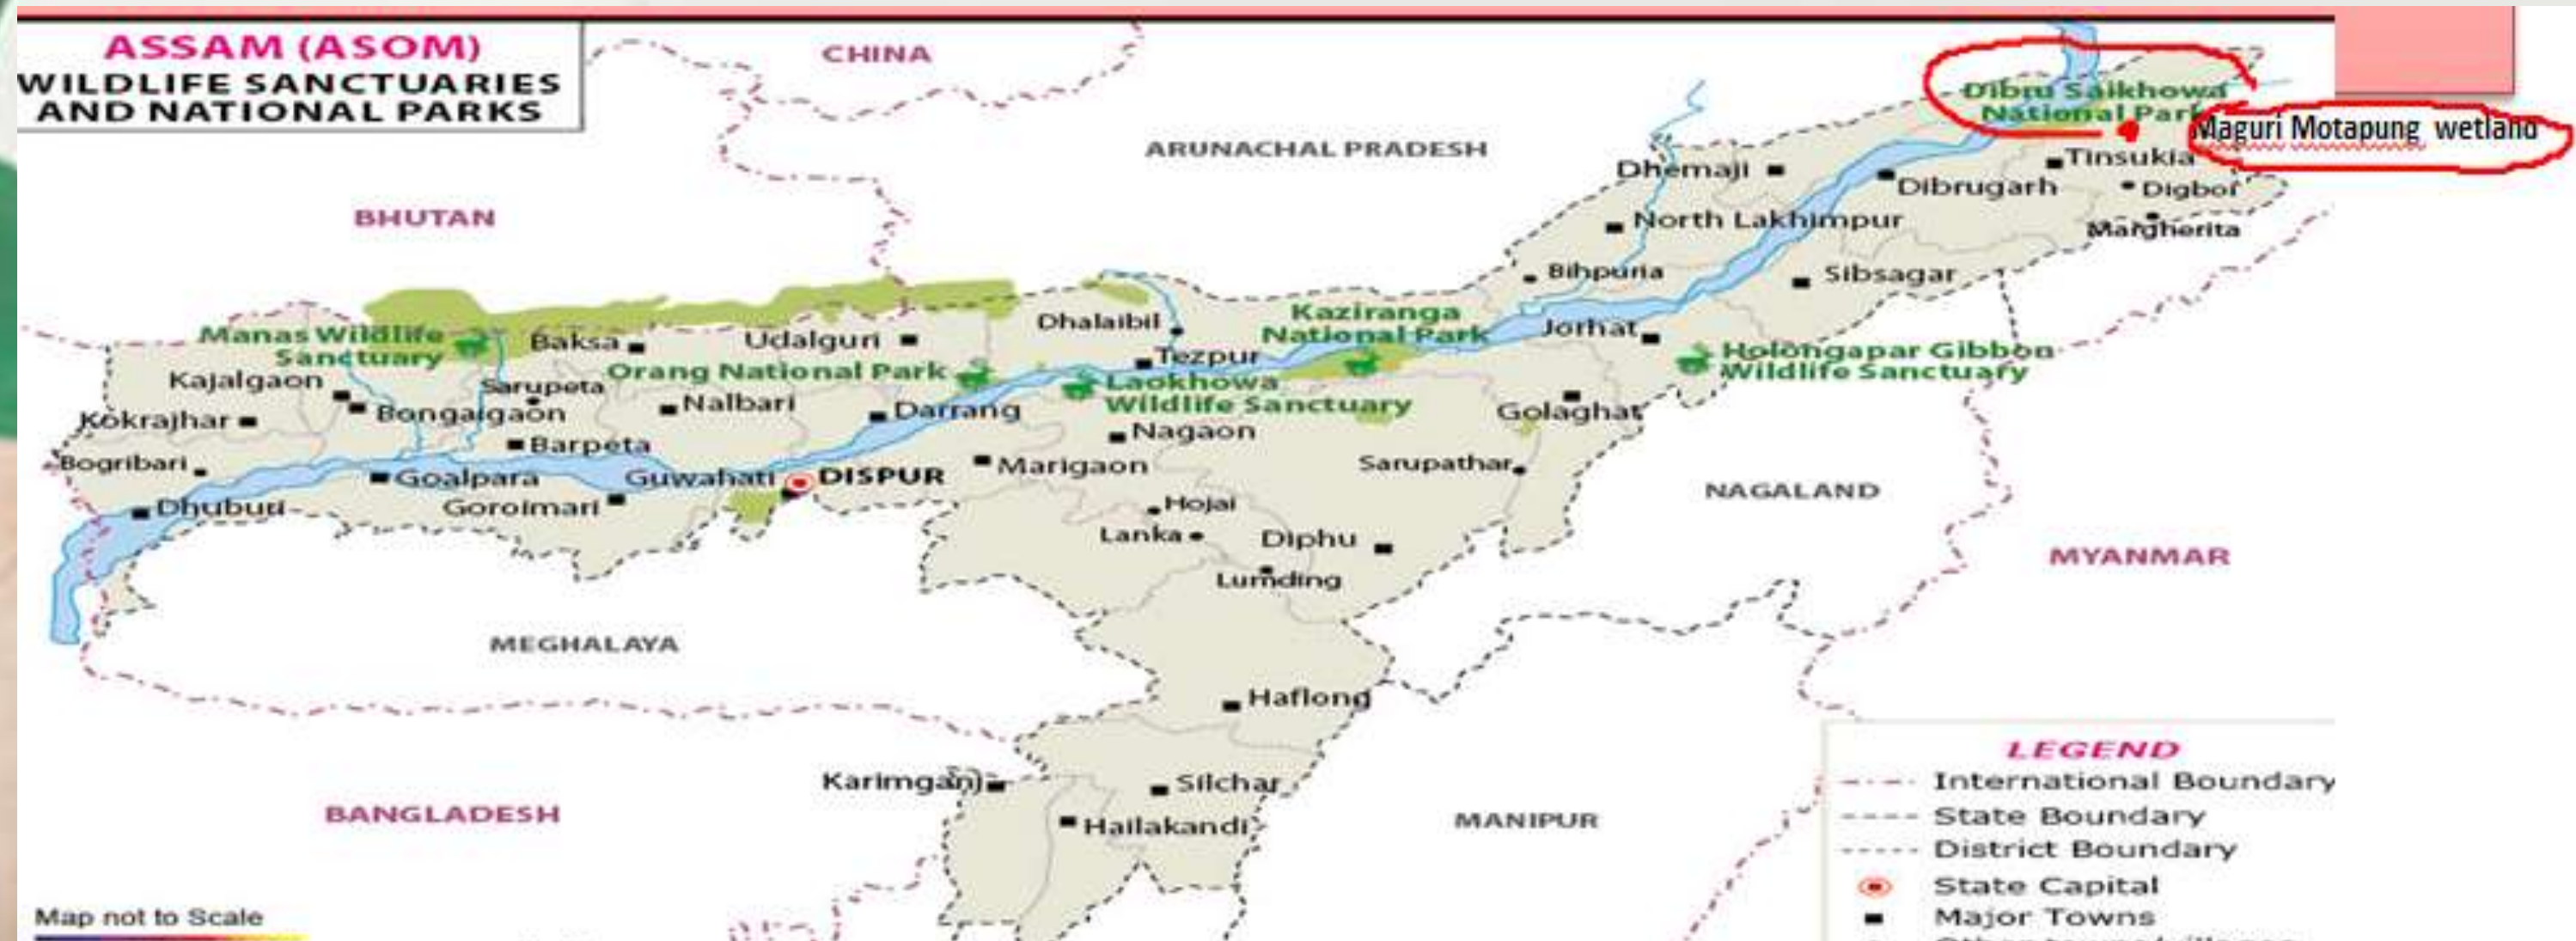 ASSAM (ASOM)
WILDLIFE SANCTUARIES
AND NATIONAL PARKS
CHINA
ARUNACHAL PRADESH
BHUTAN
Dibru Saikhowa
National Park
Maguri Motapung wetland
Tinsukia
Dhemaji
Dibrugarh
Digbof
North Lakhimpur
Margherita
Bihpuria
Sibsagar
Kaziranga
National Park
Dhalaibil
Jorhat
Manas Wildlife
Sanctuary
Baksa
Udalguri
Tezpur
Holongapar Gibbon
Wildlife Sanctuary
Orang National Park
Kajalgaon
Sarupeta
Laokhowa
Wildlife Sanctuary
Nalbari
Darrang
Golaghat
Kokrajhar
Bongaigaon
Nagaon
Barpeta
Bogribari
Marigaon
Sarupathar
Goalpara
Guwahati
DISPUR
NAGALAND
Dhuburi
Goroimari
Hojai
Lanka
Diphu
MYANMAR
Lumding
MEGHALAYA
Haflong
LEGEND
International Boundary
State Boundary
District Boundary
State Capital
Major Towns
Karimganj
Silchar
Hailakandi
BANGLADESH
MANIPUR
Map not to Scale